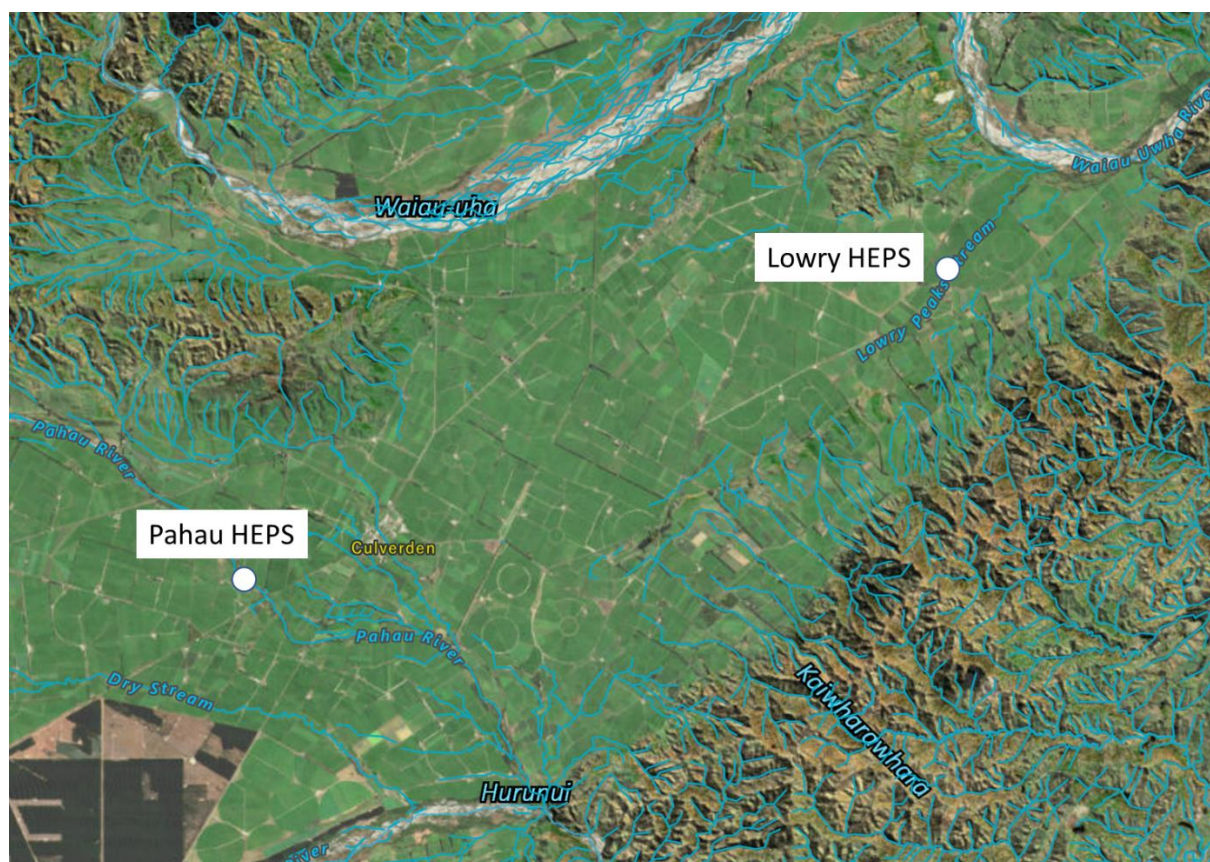 Waiau Uwha River
Waiau-uha
Lowry HEPS
Lowry Peaks Stream
Pahau River
Pahau HEPS
Culverden
Pahau River
Dry Stream
Kaiwharawhara
Hurunui
River